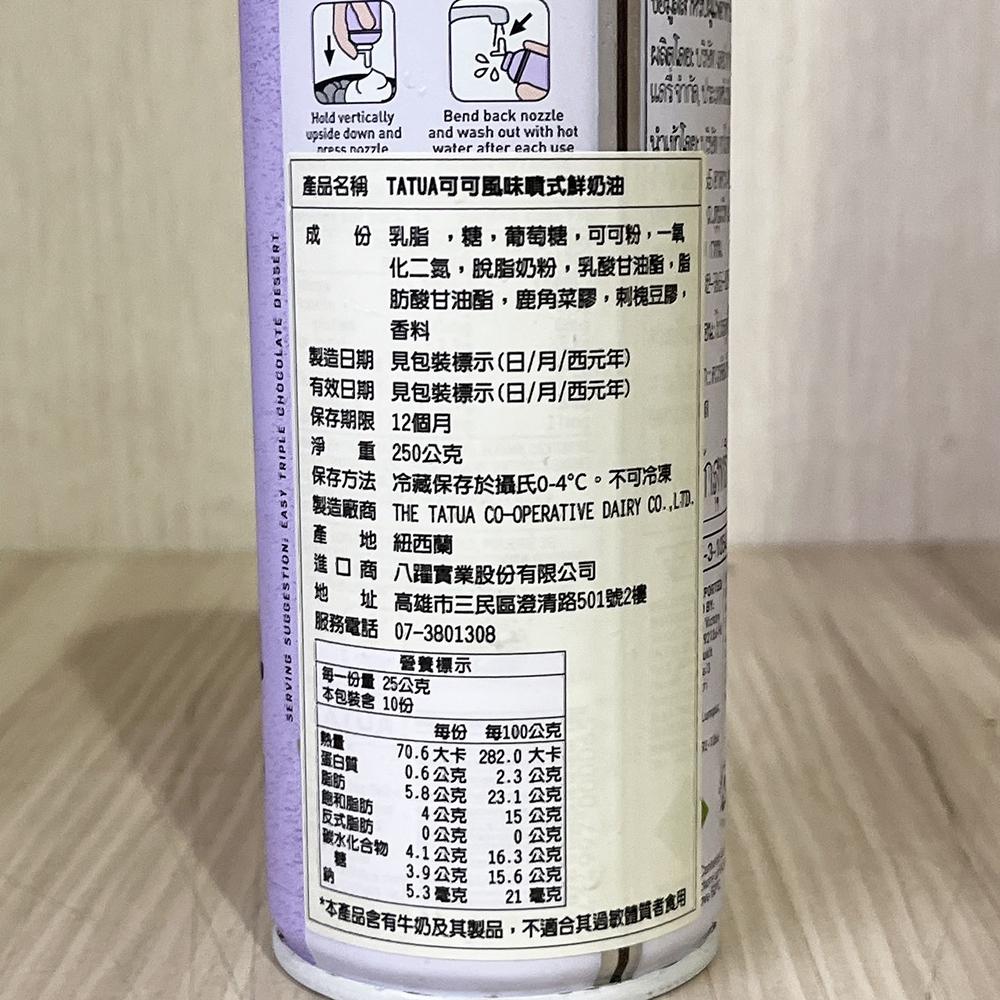 Hold vertically
upside down and
press nozzle
Bend back nozzle
and wash out with hot
water after each use
SERVING SUGGESTION: EASY TRIPLE CHOCOLATE DESSERT
產品名稱 TATUA可可風味噴式鮮奶油
成 份 乳脂 ,糖,葡萄糖,可可粉,一氧
化二氮,脫脂奶粉,乳酸甘油酯,脂
肪酸甘油酯,鹿角菜膠,刺槐豆膠,
香料
製造日期 見包裝標示(日/月/西元年)
有效日期 見包裝標示(日/月/西元年)
保存期限 12個月
淨 重 250公克
保存方法 冷藏保存於攝氏0-4°C。不可冷凍
製造廠商 THE TATUA CO-OPERATIVE DAIRY CO.,LTD.
產 地 紐西蘭
進口商 八躍實業股份有限公司
地 址 高雄市三民區澄清路501號2樓
服務電話 07-3801308
營養標示
每一份量 25公克
本包裝含 10份
每份 每100公克
熱量 70.6 大卡 282.0 大卡
蛋白質 0.6 公克 2.3 公克
脂肪 5.8 公克 23.1 公克
飽和脂肪 4 公克 15 公克
反式脂肪 0 公克 0 公克
碳水化合物 4.1 公克 16.3 公克
糖 3.9 公克 15.6 公克
鈉 5.3 毫克 21 毫克
*本產品含有牛奶及其製品，不適合其過敏體質者食用